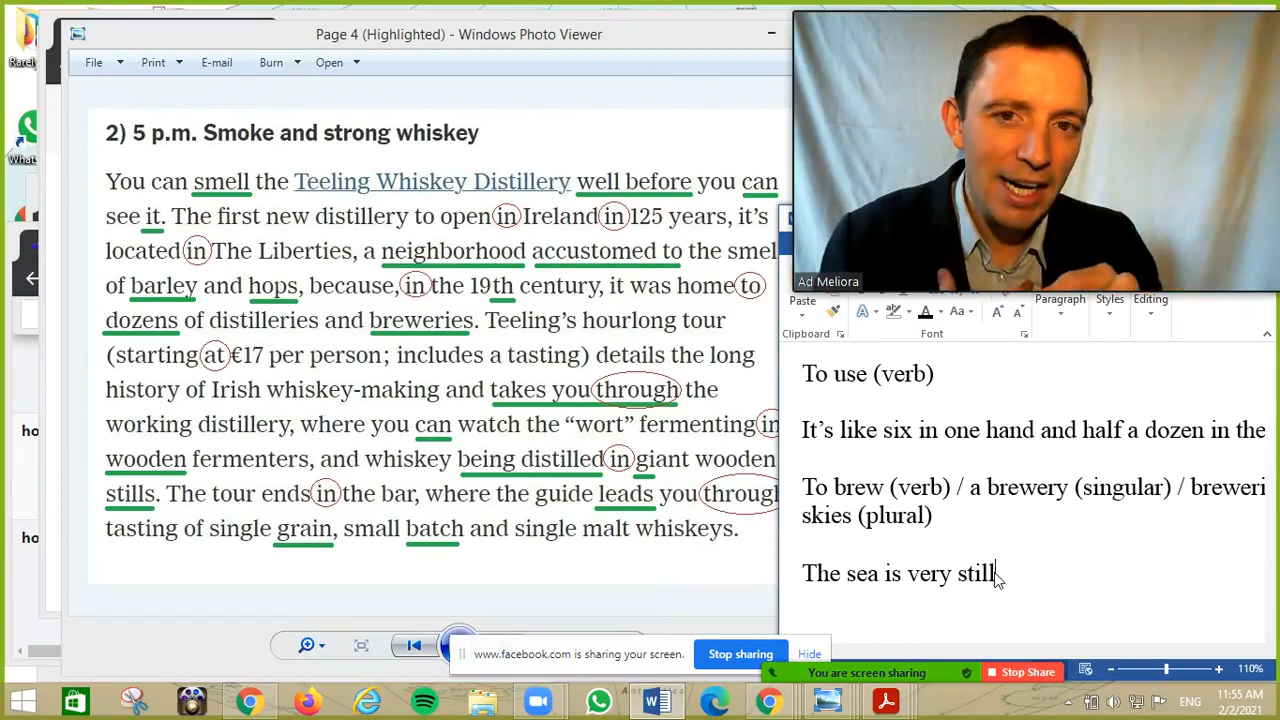 Rarely
Page 4 (Highlighted) - Windows Photo Viewer
File Print E-mail Burn Open
2) 5 p.m. Smoke and strong whiskey
You can smell the Teeling Whiskey Distillery well before you can
see it. The first new distillery to open in Ireland in 125 years, it's
located in The Liberties, a neighborhood accustomed to the smel
of barley and hops, because, in the 19th century, it was home to
dozens of distilleries and breweries. Teeling's hourlong tour
(starting at €17 per person; includes a tasting) details the long
history of Irish whiskey-making and takes you through the
working distillery, where you can watch the “wort” fermenting in
wooden fermenters, and whiskey being distilled in giant wooden
stills. The tour ends in the bar, where the guide leads you through
tasting of single grain, small batch and single malt whiskeys.
Ad Meliora
Paste
Paragraph Styles Editing
Clipboard Font
To use (verb)
It's like six in one hand and half a dozen in the
To brew (verb) / a brewery (singular) / breweri
skies (plural)
The sea is very still
What
ho
ho
www.facebook.com is sharing your screen. Stop sharing Hide
You are screen sharing Stop Share
110%
ENG
11:55 AM
2/2/2021